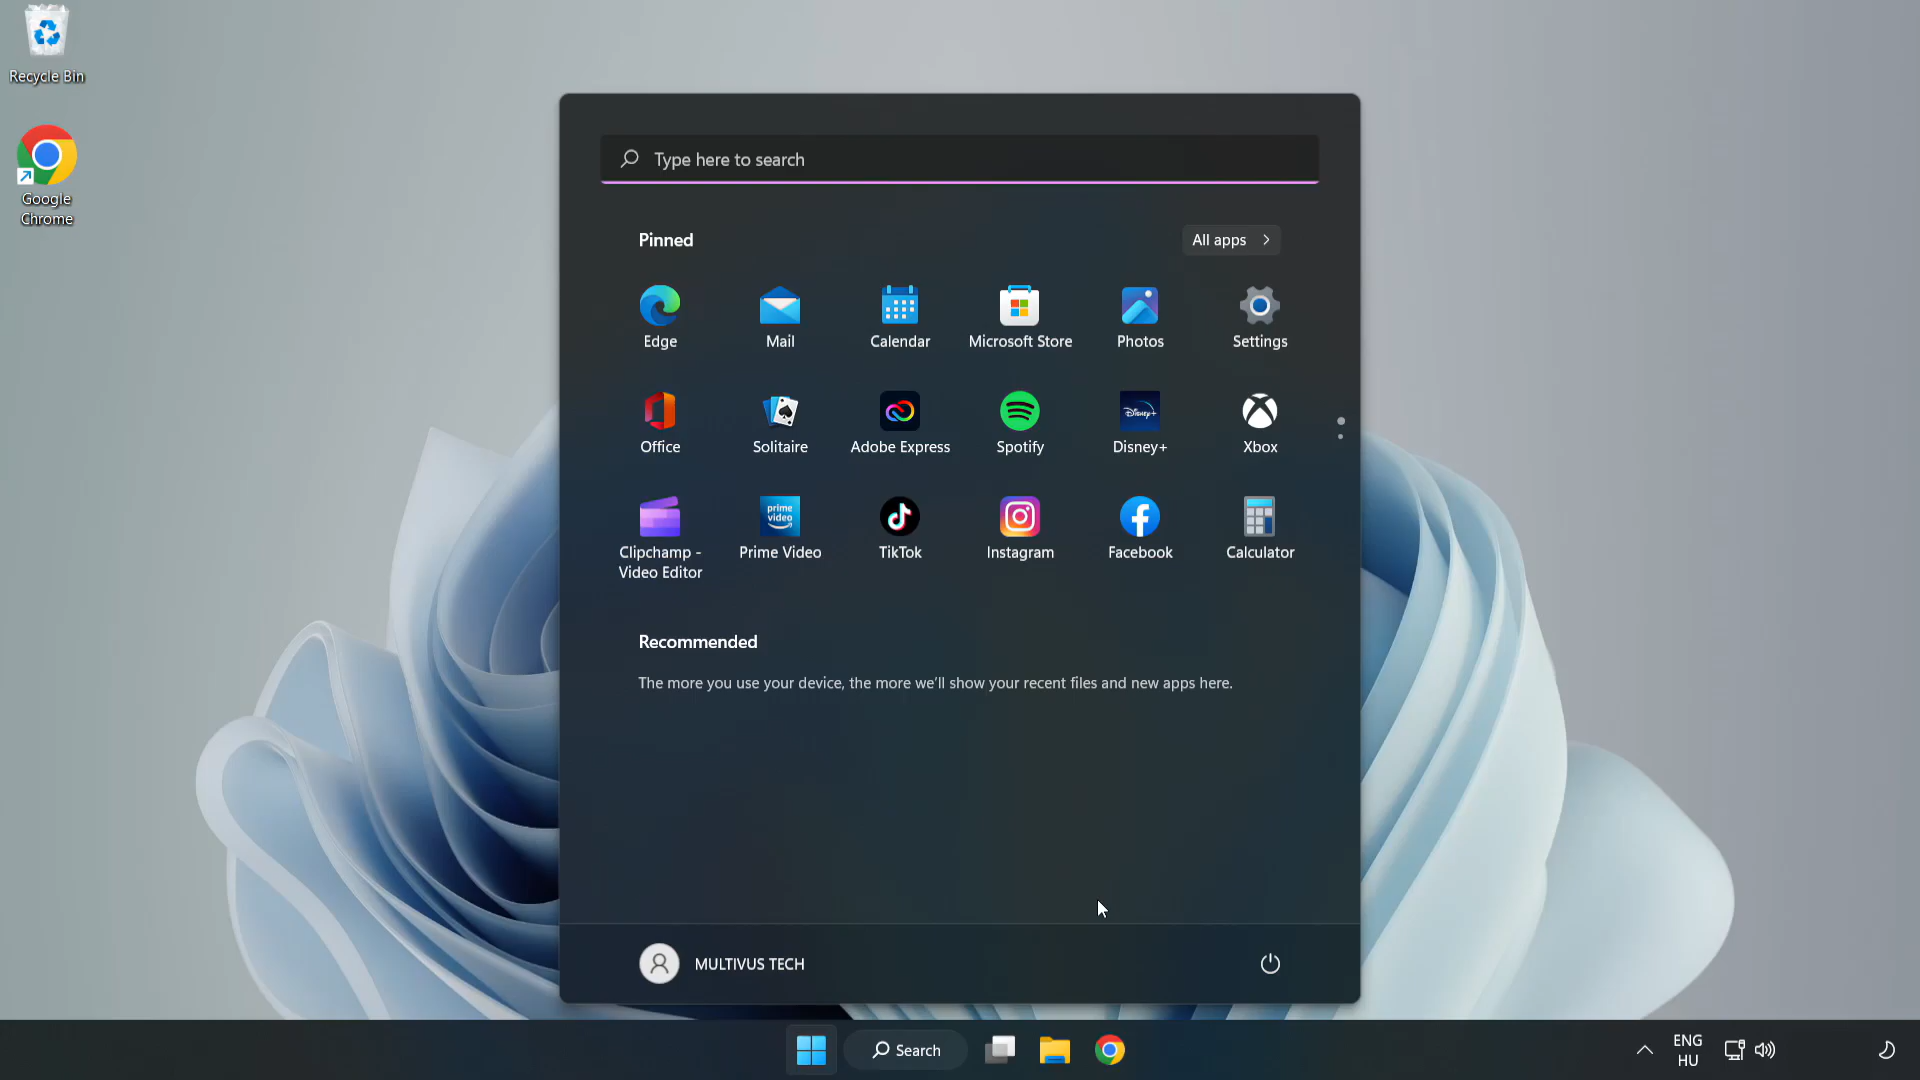 Recycle Bin
Google
Chrome
Type here to search
Pinned
All apps
Edge
Mail
Calendar
Microsoft Store
Photos
Settings
Office
Solitaire
Adobe Express
Spotify
Disney+
Disney+
Xbox
prime
video
Clipchamp -
Video Editor
Prime Video
TikTok
Instagram
Facebook
Calculator
Recommended
The more you use your device, the more we’ll show your recent files and new apps here.
MULTIVUS TECH
Search
ENG
HU